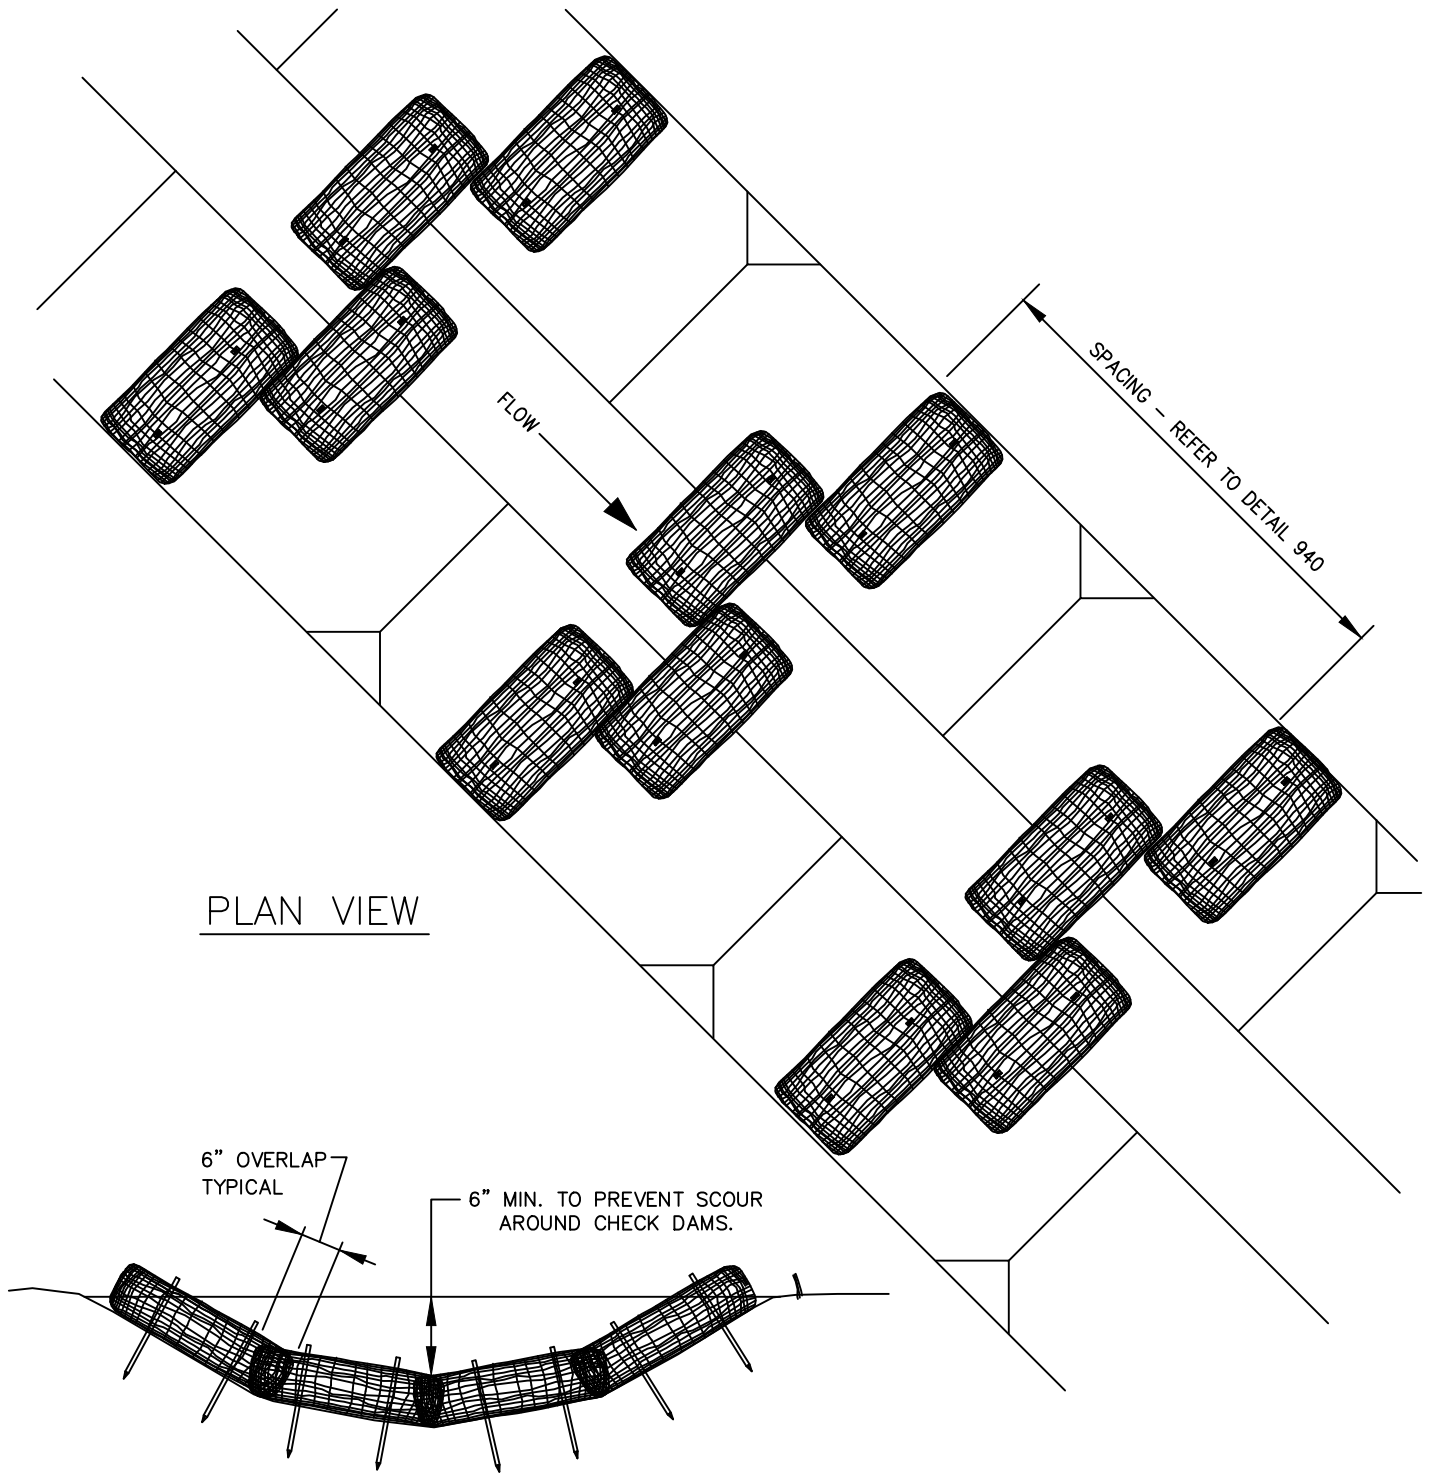 FLOW
SPACING – REFER TO DETAIL 940
PLAN VIEW
6” OVERLAP
TYPICAL
6” MIN. TO PREVENT SCOUR
AROUND CHECK DAMS.